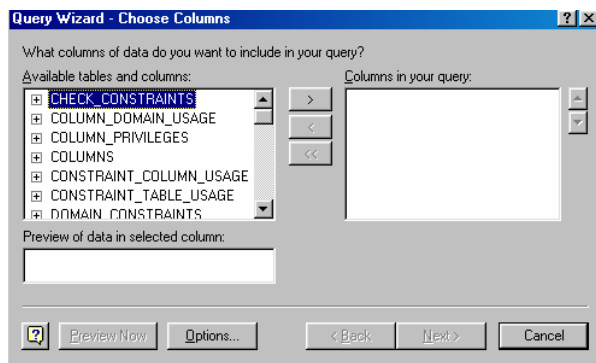 Query Wizard - Choose Columns
What columns of data do you want to include in your query?
Available tables and columns:
Columns in your query:
CHECK_CONSTRAINTS
COLUMN_DOMAIN_USAGE
COLUMN_PRIVILEGES
COLUMNS
CONSTRAINT_COLUMN_USAGE
CONSTRAINT_TABLE_USAGE
DOMAIN_CONSTRAINTS
>
<
<<
Preview of data in selected column:
Preview Now
Options...
< Back
Next >
Cancel